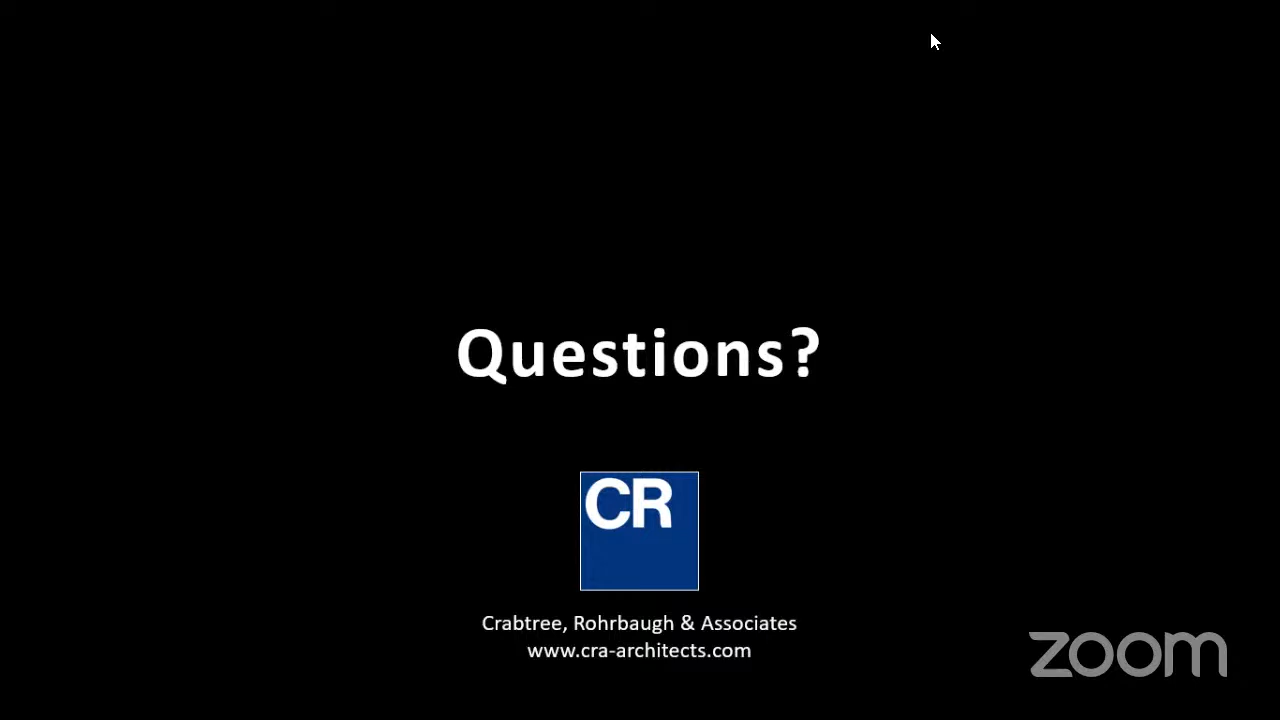 Questions?
CR
Crabtree, Rohrbaugh & Associates
www.cra-architects.com
zoom